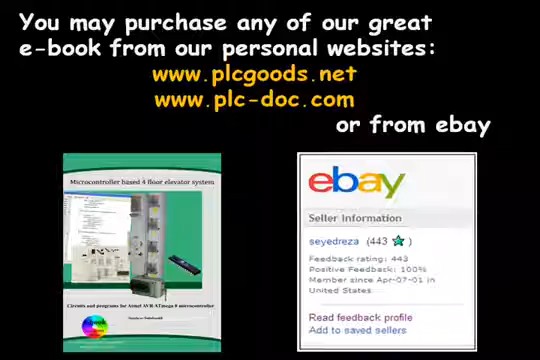 You may purchase any of our great
e-book from our personal websites:
www.plcgoods.net
www.plc-doc.com
or from ebay
Microcontroller based 4 floor elevator system
Circuits and programs for Atmel AVR ATmega 8 microcontroller
ebay
Seller Information
seyedreza (443 )
Feedback rating: 443
Positive Feedback: 100%
Member since Apr-07-01 in
United States
Read feedback profile
Add to saved sellers